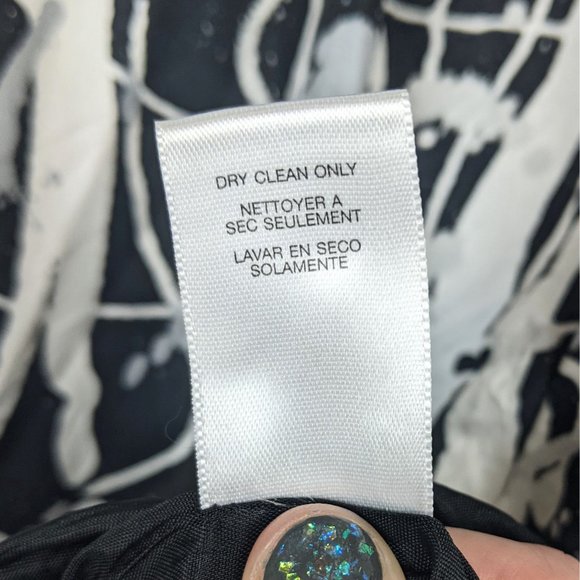 DRY CLEAN ONLY
NETTOYER A
SEC SEULEMENT
LAVAR EN SECO
SOLAMENTE